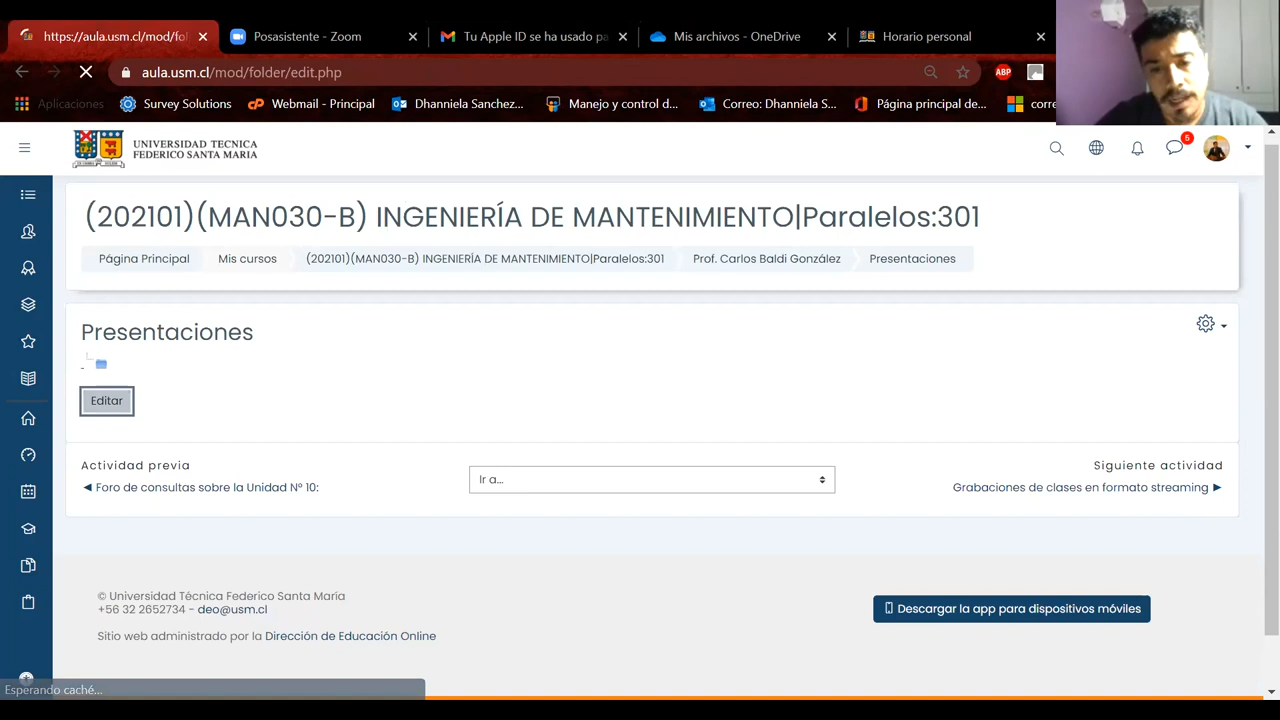 https://aula.usm.cl/mod/fol
Posasistente - Zoom
Tu Apple ID se ha usado pa
Mis archivos - OneDrive
Horario personal
aula.usm.cl/mod/folder/edit.php
ABP
Aplicaciones
Survey Solutions
Webmail - Principal
Dhanniela Sanchez...
Manejo y control d...
Correo: Dhanniela S...
Página principal de...
corre
UNIVERSIDAD TECNICA
FEDERICO SANTA MARIA
6
(202101)(MAN030-B) INGENIERÍA DE MANTENIMIENTO|Paralelos:301
Página Principal
Mis cursos
(202101)(MAN030-B) INGENIERÍA DE MANTENIMIENTO|Paralelos:301
Prof. Carlos Baldi González
Presentaciones
Presentaciones
Editar
Actividad previa
◄ Foro de consultas sobre la Unidad N° 10:
Ir a...
Siguiente actividad
Grabaciones de clases en formato streaming ►
© Universidad Técnica Federico Santa María
+56 32 2652734 - deo@usm.cl
Sitio web administrado por la Dirección de Educación Online
Descargar la app para dispositivos móviles
Esperando caché...